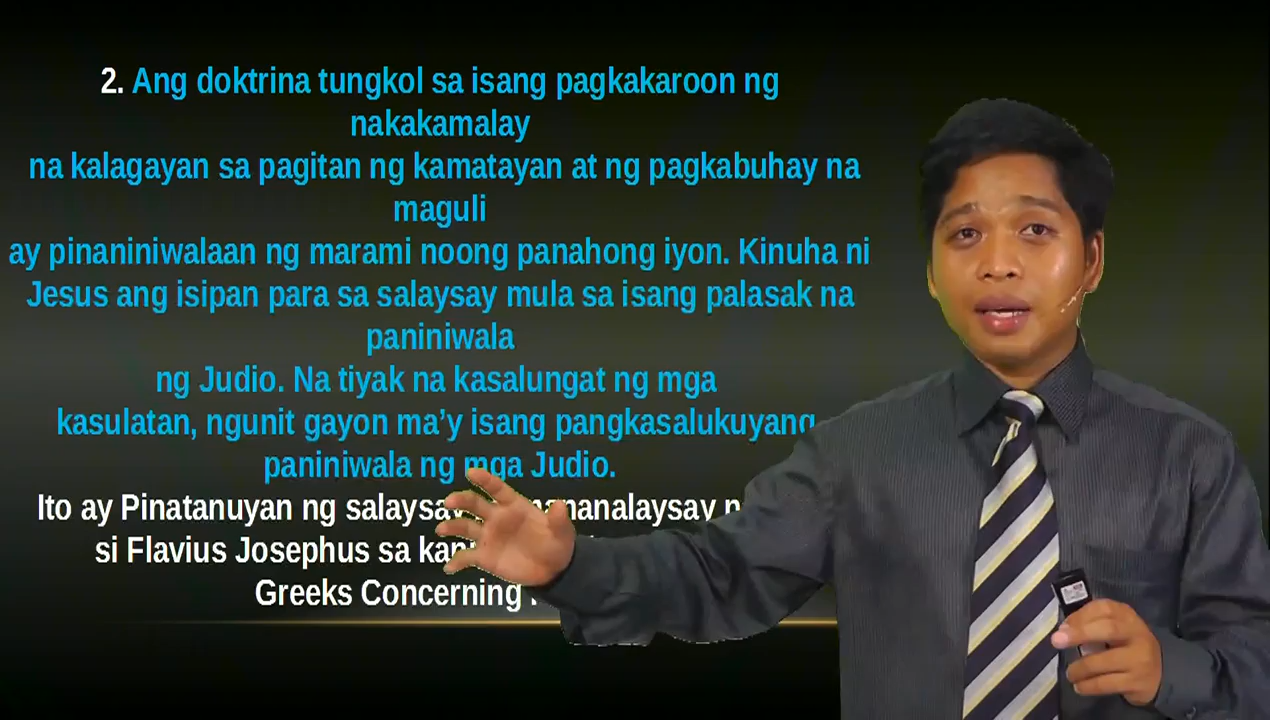 2. Ang doktrina tungkol sa isang pagkakaroon ng
nakakamalay
na kalagayan sa pagitan ng kamatayan at ng pagkabuhay na
maguli
ay pinaniniwalaan ng marami noong panahong iyon. Kinuha ni
Jesus ang isipan para sa salaysay mula sa isang palasak na
paniniwala
ng Judio. Na tiyak na kasalungat ng mga
kasulatan, ngunit gayon ma’y isang pangkasalukuyang
paniniwala ng mga Judio.
Ito ay Pinatanuyan ng salaysay
si Flavius Josephus sa
Greeks Concerning